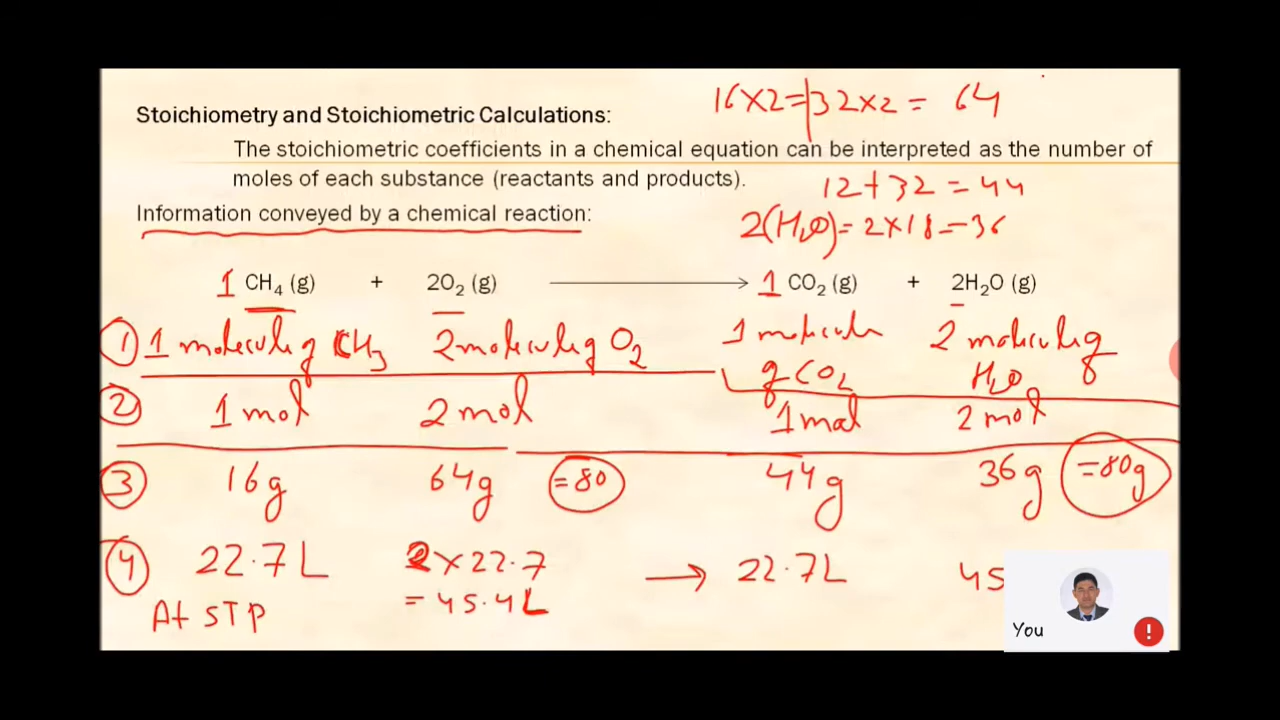 16×2=32×2 = 64
Stoichiometry and Stoichiometric Calculations:
The stoichiometric coefficients in a chemical equation can be interpreted as the number of
moles of each substance (reactants and products).
12+32 = 44
Information conveyed by a chemical reaction:
2(H2O)= 2×18=36
1 CH4 (g) + 2O2 (g) ⟶ 1 CO2 (g) + 2H2O (g)
① 1 molecule of CH3 2 molecule of O2 1 molecule 2 molecule of
of CO2 H2O
② 1 mol 2 mol 1 mol 2 mol
③ 16g 64g =80 44g 36g =80g
④ 22.7L 2×22.7 → 22.7L 45
At STP = 45.4L
You
!